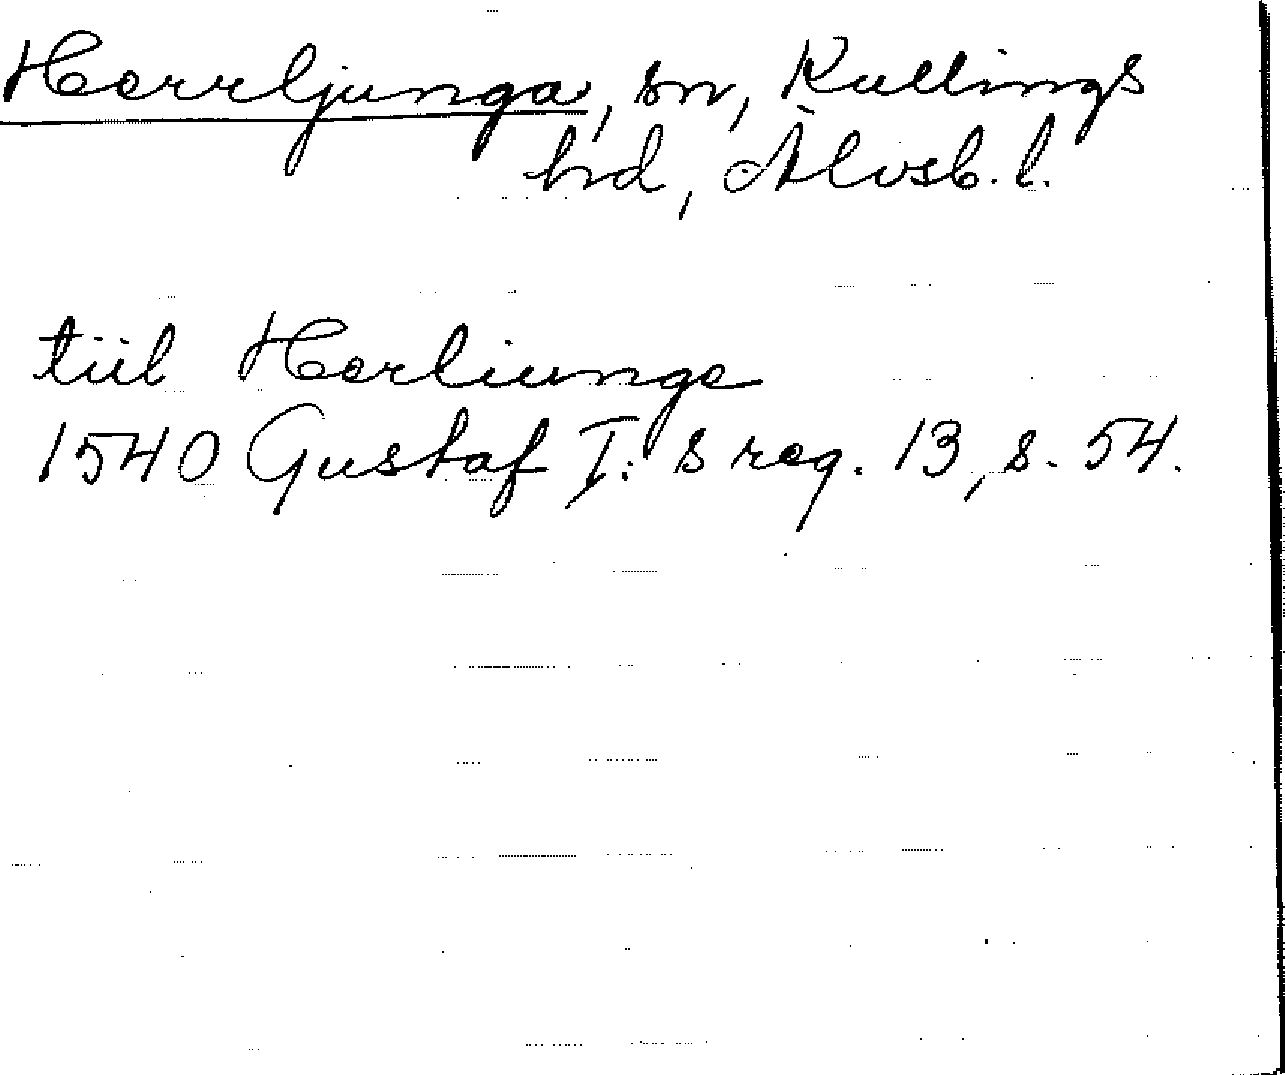 Herrljunga, sn, Kullings
hd, Älvsb. l.
tiil Herliunge
1540 Gustaf I:s reg. 13, s. 54.